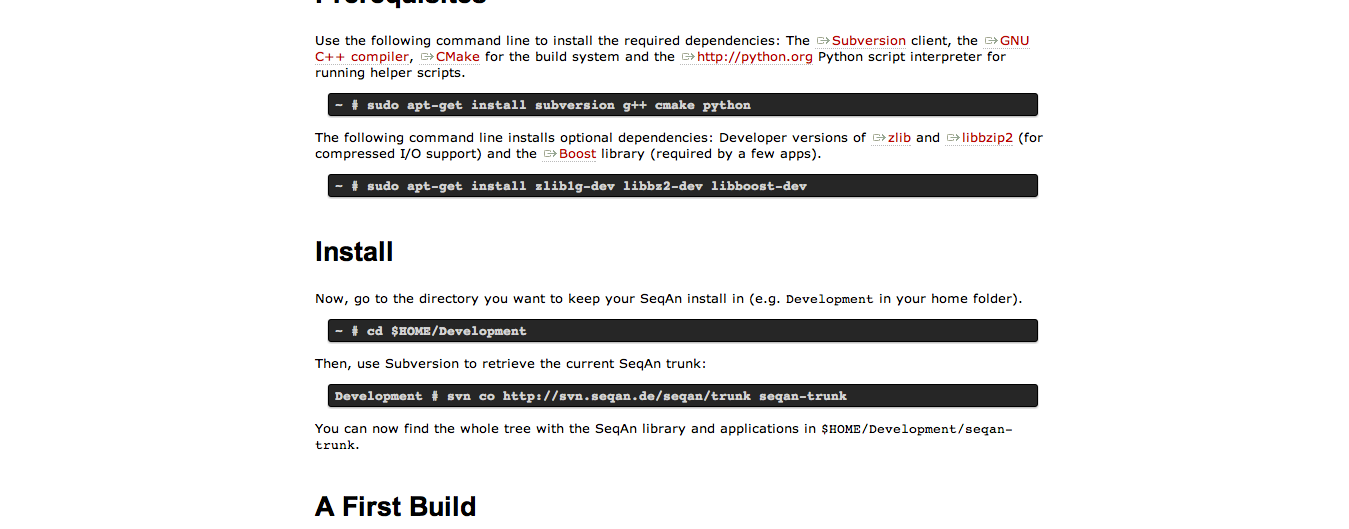 Prerequisites
Use the following command line to install the required dependencies: The Subversion client, the GNU
C++ compiler, CMake for the build system and the http://python.org Python script interpreter for
running helper scripts.
~ # sudo apt-get install subversion g++ cmake python
The following command line installs optional dependencies: Developer versions of zlib and libbzip2 (for
compressed I/O support) and the Boost library (required by a few apps).
~ # sudo apt-get install zlib1g-dev libbz2-dev libboost-dev
Install
Now, go to the directory you want to keep your SeqAn install in (e.g. Development in your home folder).
~ # cd $HOME/Development
Then, use Subversion to retrieve the current SeqAn trunk:
Development # svn co http://svn.seqan.de/seqan/trunk seqan-trunk
You can now find the whole tree with the SeqAn library and applications in $HOME/Development/seqan-
trunk.
A First Build